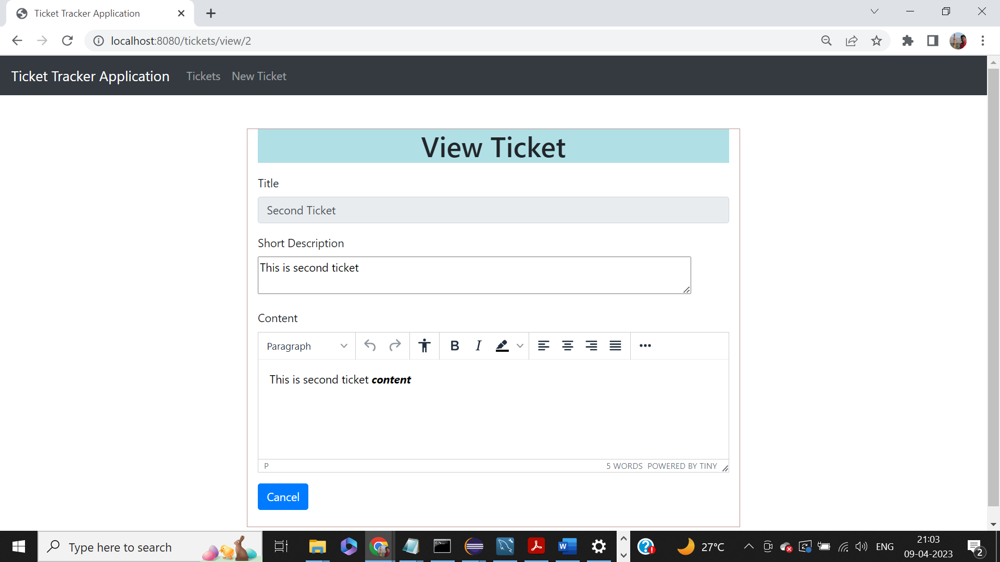 Ticket Tracker Application
localhost:8080/tickets/view/2
Ticket Tracker Application Tickets New Ticket
View Ticket
Title
Second Ticket
Short Description
This is second ticket
Content
Paragraph B I
This is second ticket content
P 5 WORDS POWERED BY TINY
Cancel
Type here to search
27°C
ENG
21:03
09-04-2023
2